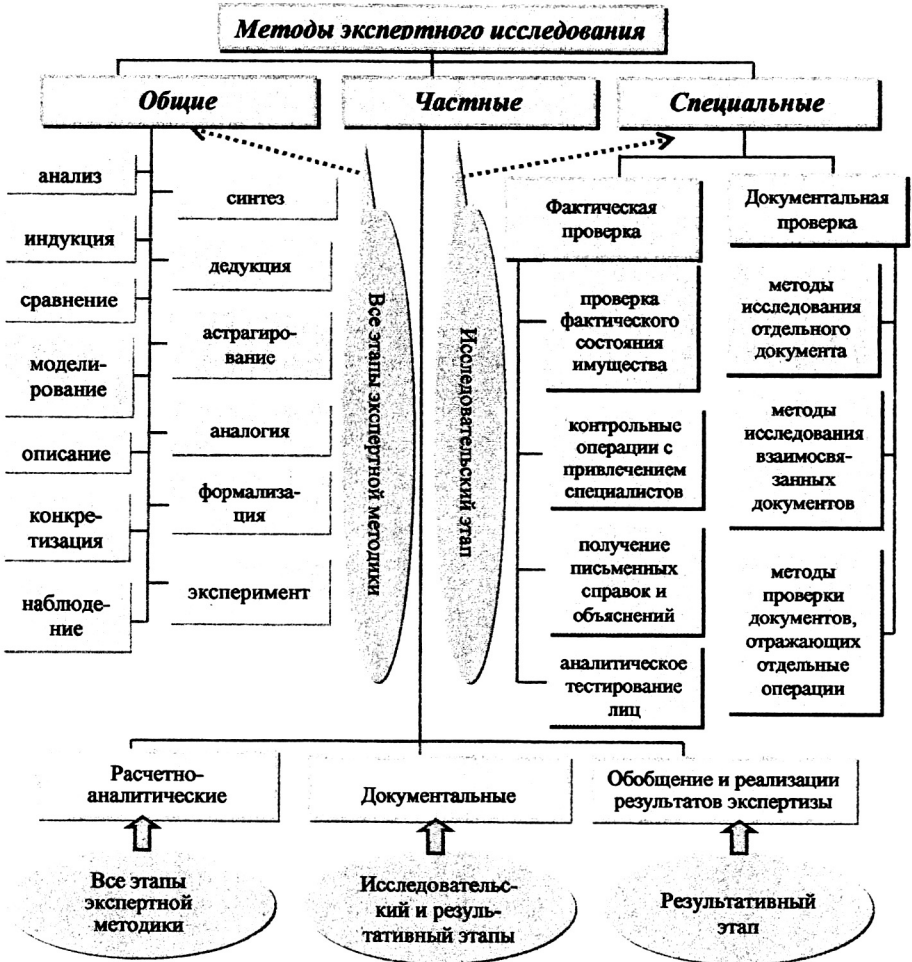 Методы экспертного исследования
Общие
Частные
Специальные
анализ
индукция
сравнение
модели-
рование
описание
конкре-
тизация
наблюде-
ние
синтез
дедукция
астрагиро-
вание
аналогия
формализа-
ция
эксперимент
Все этапы экспертной методики
Исследовательский этап
Фактическая
проверка
проверка
фактического
состояния
имущества
контрольные
операции с
привлечением
специалистов
получение
письменных
справок и
объяснений
аналитическое
тестирование
лиц
Документальная
проверка
методы
исследования
отдельного
документа
методы
исследования
взаимосвя-
занных
документов
методы
проверки
документов,
отражающих
отдельные
операции
Расчетно-
аналитические
Документальные
Обобщение и реализации
результатов экспертизы
Все этапы
экспертной
методики
Исследовательс-
кий и резуль-
тативный этапы
Результативный
этап